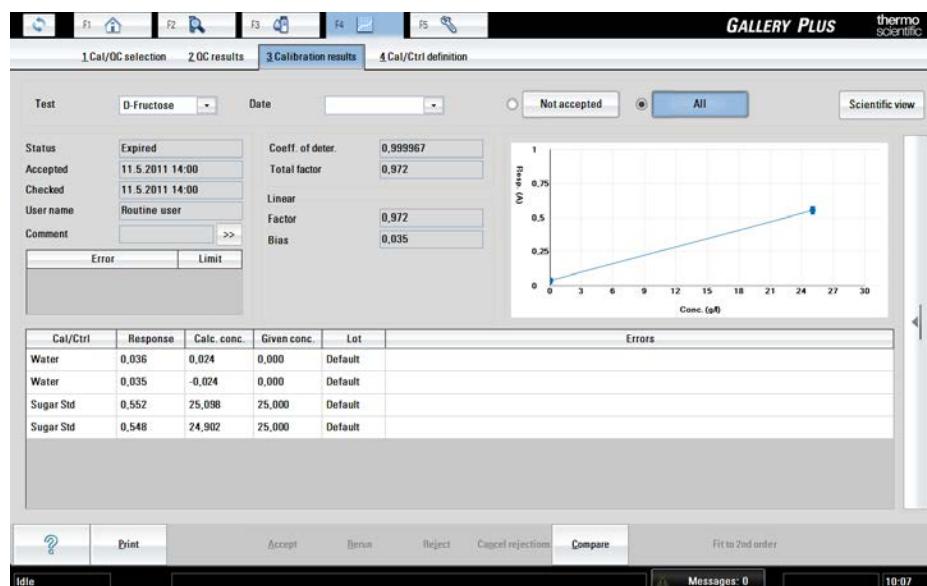 F1 F2 F3 F4 F5 GALLERY PLUS thermo scientific
1 Cal/QC selection 2 QC results 3 Calibration results 4 Cal/Ctrl definition
Test D-Fructose Date Not accepted All Scientific view
Status Expired Coeff. of deter. 0,999967
Accepted 11.5.2011 14:00 Total factor 0,972
Checked 11.5.2011 14:00 Linear
User name Routine user Factor 0,972
Comment >> Bias 0,035
Error Limit
Resp. (A)
1
0,75
0,5
0,25
0
0 3 6 9 12 15 18 21 24 27 30
Conc. (g/l)
Cal/Ctrl Response Calc. conc. Given conc. Lot Errors
Water 0,036 0,024 0,000 Default
Water 0,035 -0,024 0,000 Default
Sugar Std 0,552 25,098 25,000 Default
Sugar Std 0,548 24,902 25,000 Default
? Print Accept Rerun Reject Cancel rejections Compare Fit to 2nd order
Idle Messages: 0 10:07